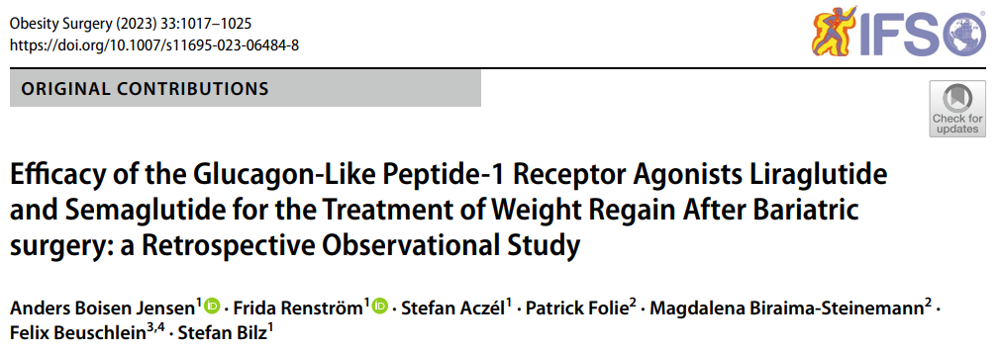 Obesity Surgery (2023) 33:1017–1025
https://doi.org/10.1007/s11695-023-06484-8
IFSO
ORIGINAL CONTRIBUTIONS
Check for
updates
Efficacy of the Glucagon-Like Peptide-1 Receptor Agonists Liraglutide
and Semaglutide for the Treatment of Weight Regain After Bariatric
surgery: a Retrospective Observational Study
Anders Boisen Jensen¹ iD · Frida Renström¹ iD · Stefan Aczél¹ · Patrick Folie² · Magdalena Biraima-Steinemann² ·
Felix Beuschlein³,⁴ · Stefan Bilz¹